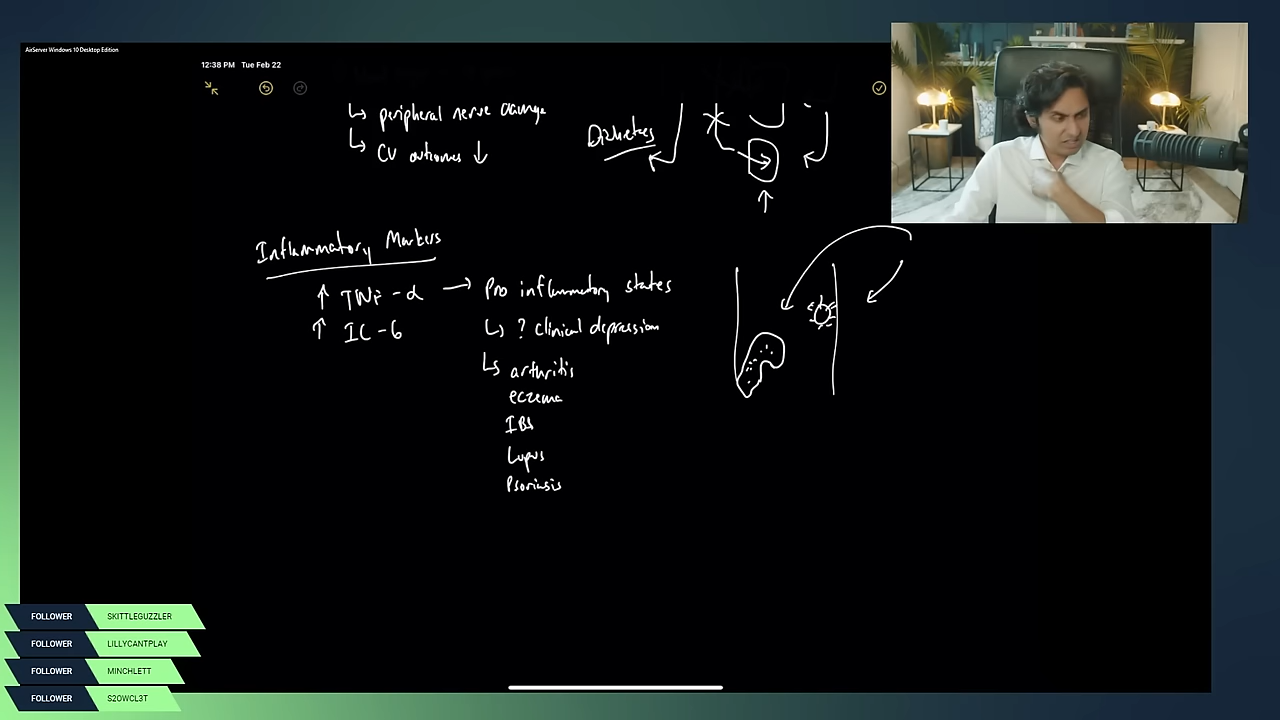 AirServer Windows 10 Desktop Edition
12:38 PM Tue Feb 22
↳ peripheral nerve damage
↳ CV outcomes ↓
Diabetes
Inflammatory Markers
↑ TNF-α → Pro inflammatory states
↑ IL-6
↳ ? clinical depression
↳ arthritis
eczema
IBS
Lupus
Psoriasis
FOLLOWER SKITTLEGUZZLER
FOLLOWER LILLYCANTPLAY
FOLLOWER MINCHLETT
FOLLOWER S2OWCL3T